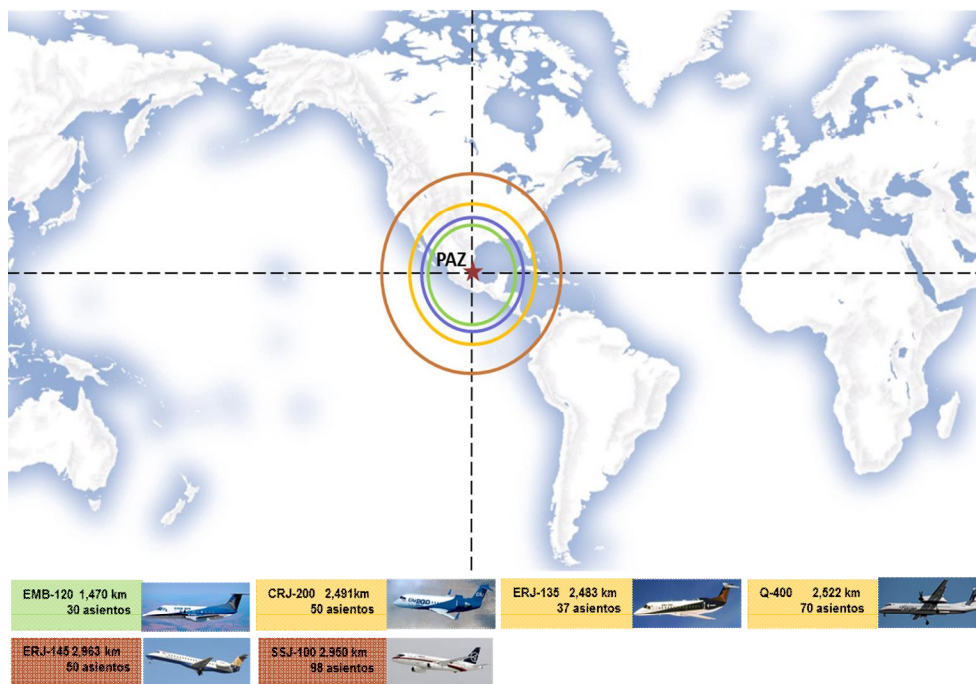 PAZ
EMB-120 1,470 km
30 asientos
CRJ-200 2,491km
50 asientos
ERJ-135 2,483 km
37 asientos
Q-400 2,522 km
70 asientos
ERJ-145 2,963 km
50 asientos
SSJ-100 2,950 km
98 asientos